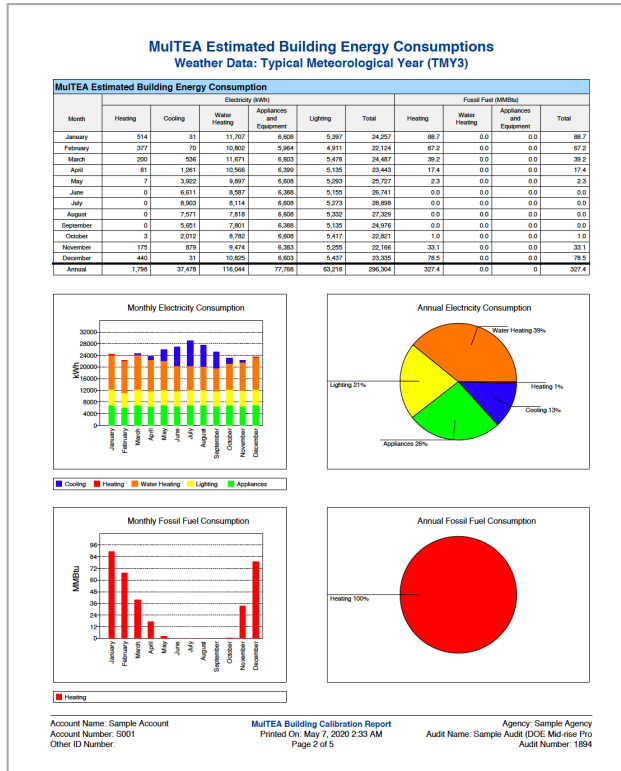 MulTEA Estimated Building Energy Consumptions
Weather Data: Typical Meteorological Year (TMY3)
MulTEA Estimated Building Energy Consumption
Electricity (kWh) Fossil Fuel (MMBtu)
Month Heating Cooling Water Heating Appliances and Equipment Lighting Total Heating Water Heating Appliances and Equipment Total
January 514 31 11,707 6,608 5,397 24,257 88.7 0.0 0.0 88.7
February 377 70 10,802 5,964 4,911 22,124 67.2 0.0 0.0 67.2
March 200 536 11,671 6,603 5,476 24,487 39.2 0.0 0.0 39.2
April 81 1,261 10,566 6,399 5,135 23,443 17.4 0.0 0.0 17.4
May 7 3,922 9,897 6,608 5,293 25,727 2.3 0.0 0.0 2.3
June 0 6,611 8,587 6,388 5,155 26,741 0.0 0.0 0.0 0.0
July 0 8,903 8,114 6,608 5,273 28,898 0.0 0.0 0.0 0.0
August 0 7,571 7,818 6,608 5,332 27,329 0.0 0.0 0.0 0.0
September 0 5,651 7,801 6,388 5,135 24,976 0.0 0.0 0.0 0.0
October 3 2,012 8,782 6,608 5,417 22,821 1.0 0.0 0.0 1.0
November 175 879 9,474 6,383 5,255 22,166 33.1 0.0 0.0 33.1
December 440 31 10,825 6,603 5,437 23,335 78.5 0.0 0.0 78.5
Annual 1,798 37,478 116,044 77,768 63,216 296,304 327.4 0.0 0 327.4
Monthly Electricity Consumption
kWh
32000
28000
24000
20000
16000
12000
8000
4000
0
January February March April May June July August September October November December
Cooling Heating Water Heating Lighting Appliances
Annual Electricity Consumption
Water Heating 39%
Lighting 21%
Heating 1%
Cooling 13%
Appliances 26%
Monthly Fossil Fuel Consumption
MMBtu
96
84
72
60
48
36
24
12
0
January February March April May June July August September October November December
Heating
Annual Fossil Fuel Consumption
Heating 100%
Account Name: Sample Account MulTEA Building Calibration Report Agency: Sample Agency
Account Number: S001 Printed On: May 7, 2020 2:33 AM Audit Name: Sample Audit (DOE Mid-rise Pro
Other ID Number: Page 2 of 5 Audit Number: 1894